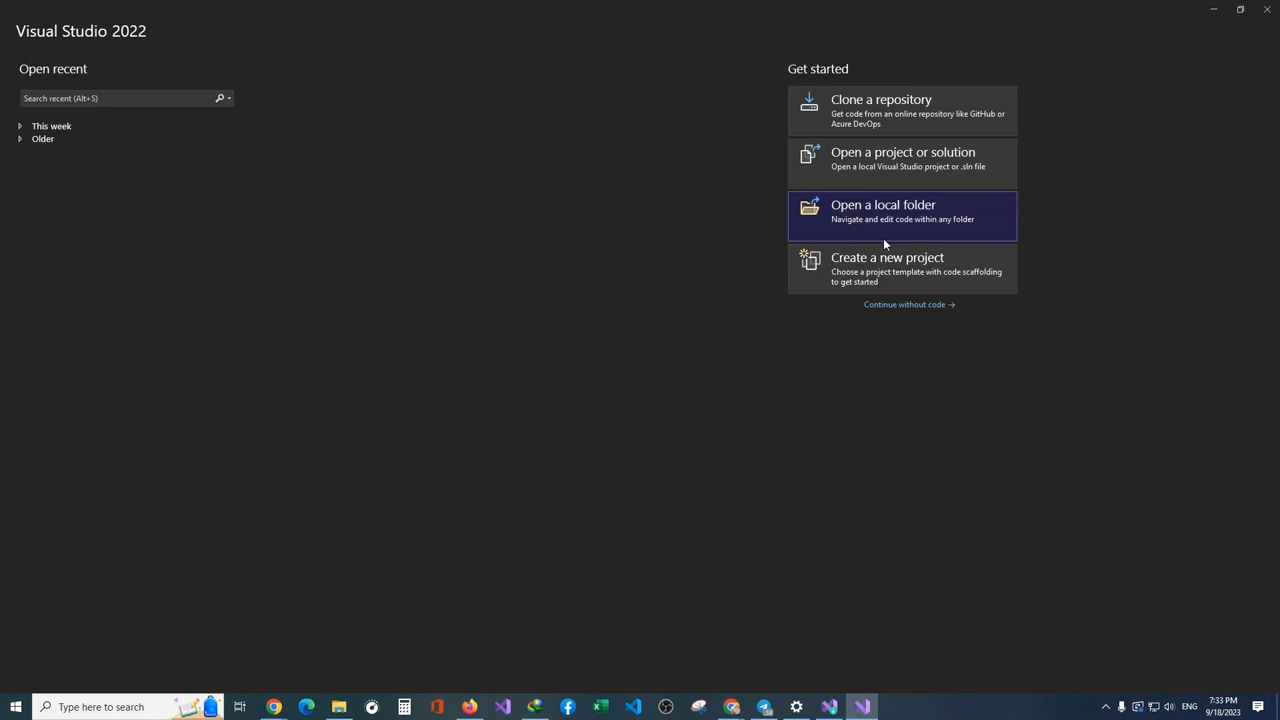 Visual Studio 2022
Open recent
Search recent (Alt+S)
This week
Older
Get started
Clone a repository
Get code from an online repository like GitHub or
Azure DevOps
Open a project or solution
Open a local Visual Studio project or .sln file
Open a local folder
Navigate and edit code within any folder
Create a new project
Choose a project template with code scaffolding
to get started
Continue without code →
Type here to search
ENG
7:33 PM
9/18/2023